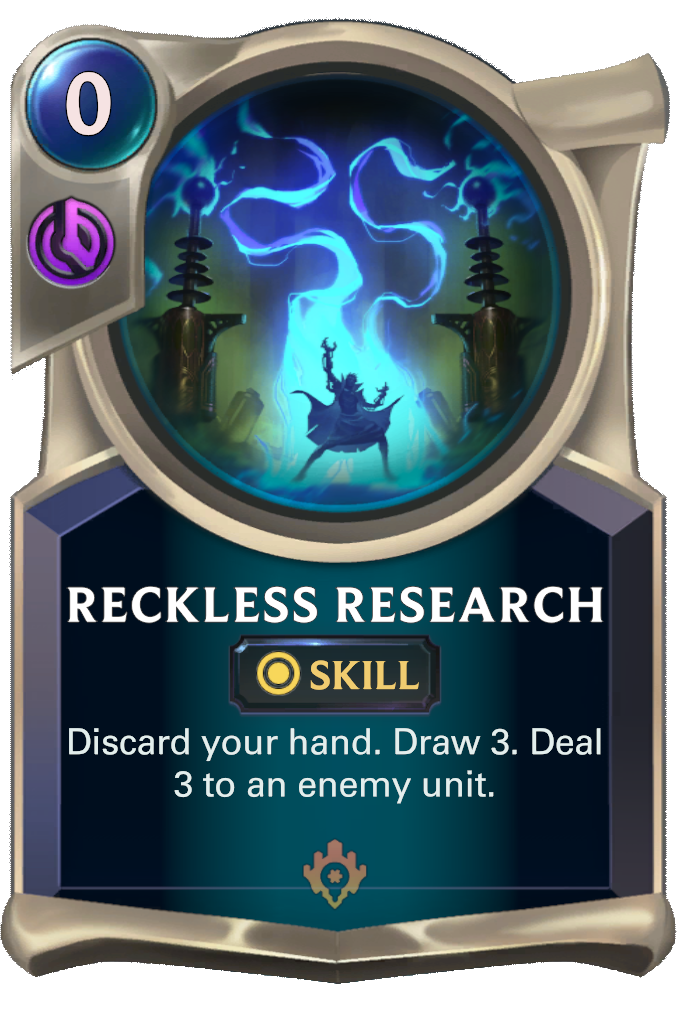 0
RECKLESS RESEARCH
SKILL
Discard your hand. Draw 3. Deal
3 to an enemy unit.